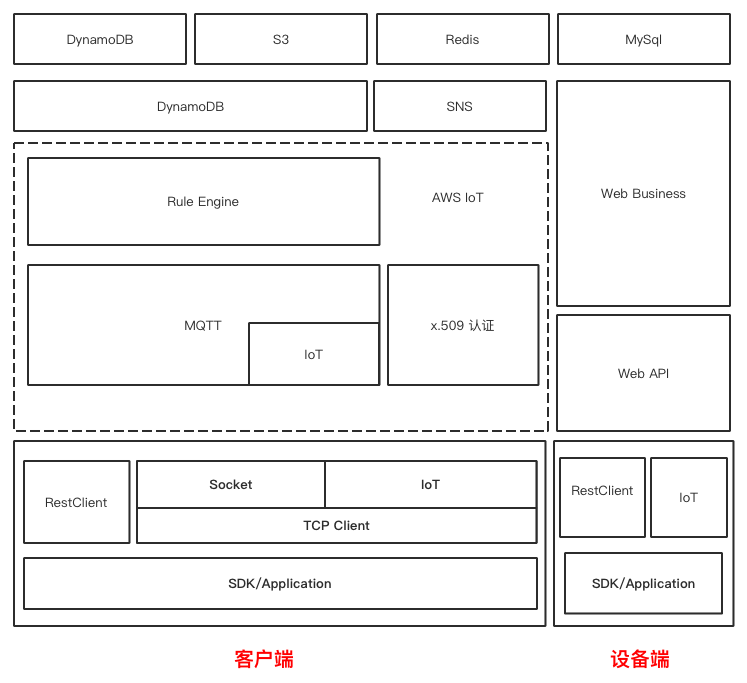 DynamoDB
S3
Redis
MySql
DynamoDB
SNS
Web Business
Rule Engine
AWS IoT
MQTT
IoT
x.509 认证
Web API
RestClient
Socket
IoT
TCP Client
SDK/Application
RestClient
IoT
SDK/Application
客户端
设备端